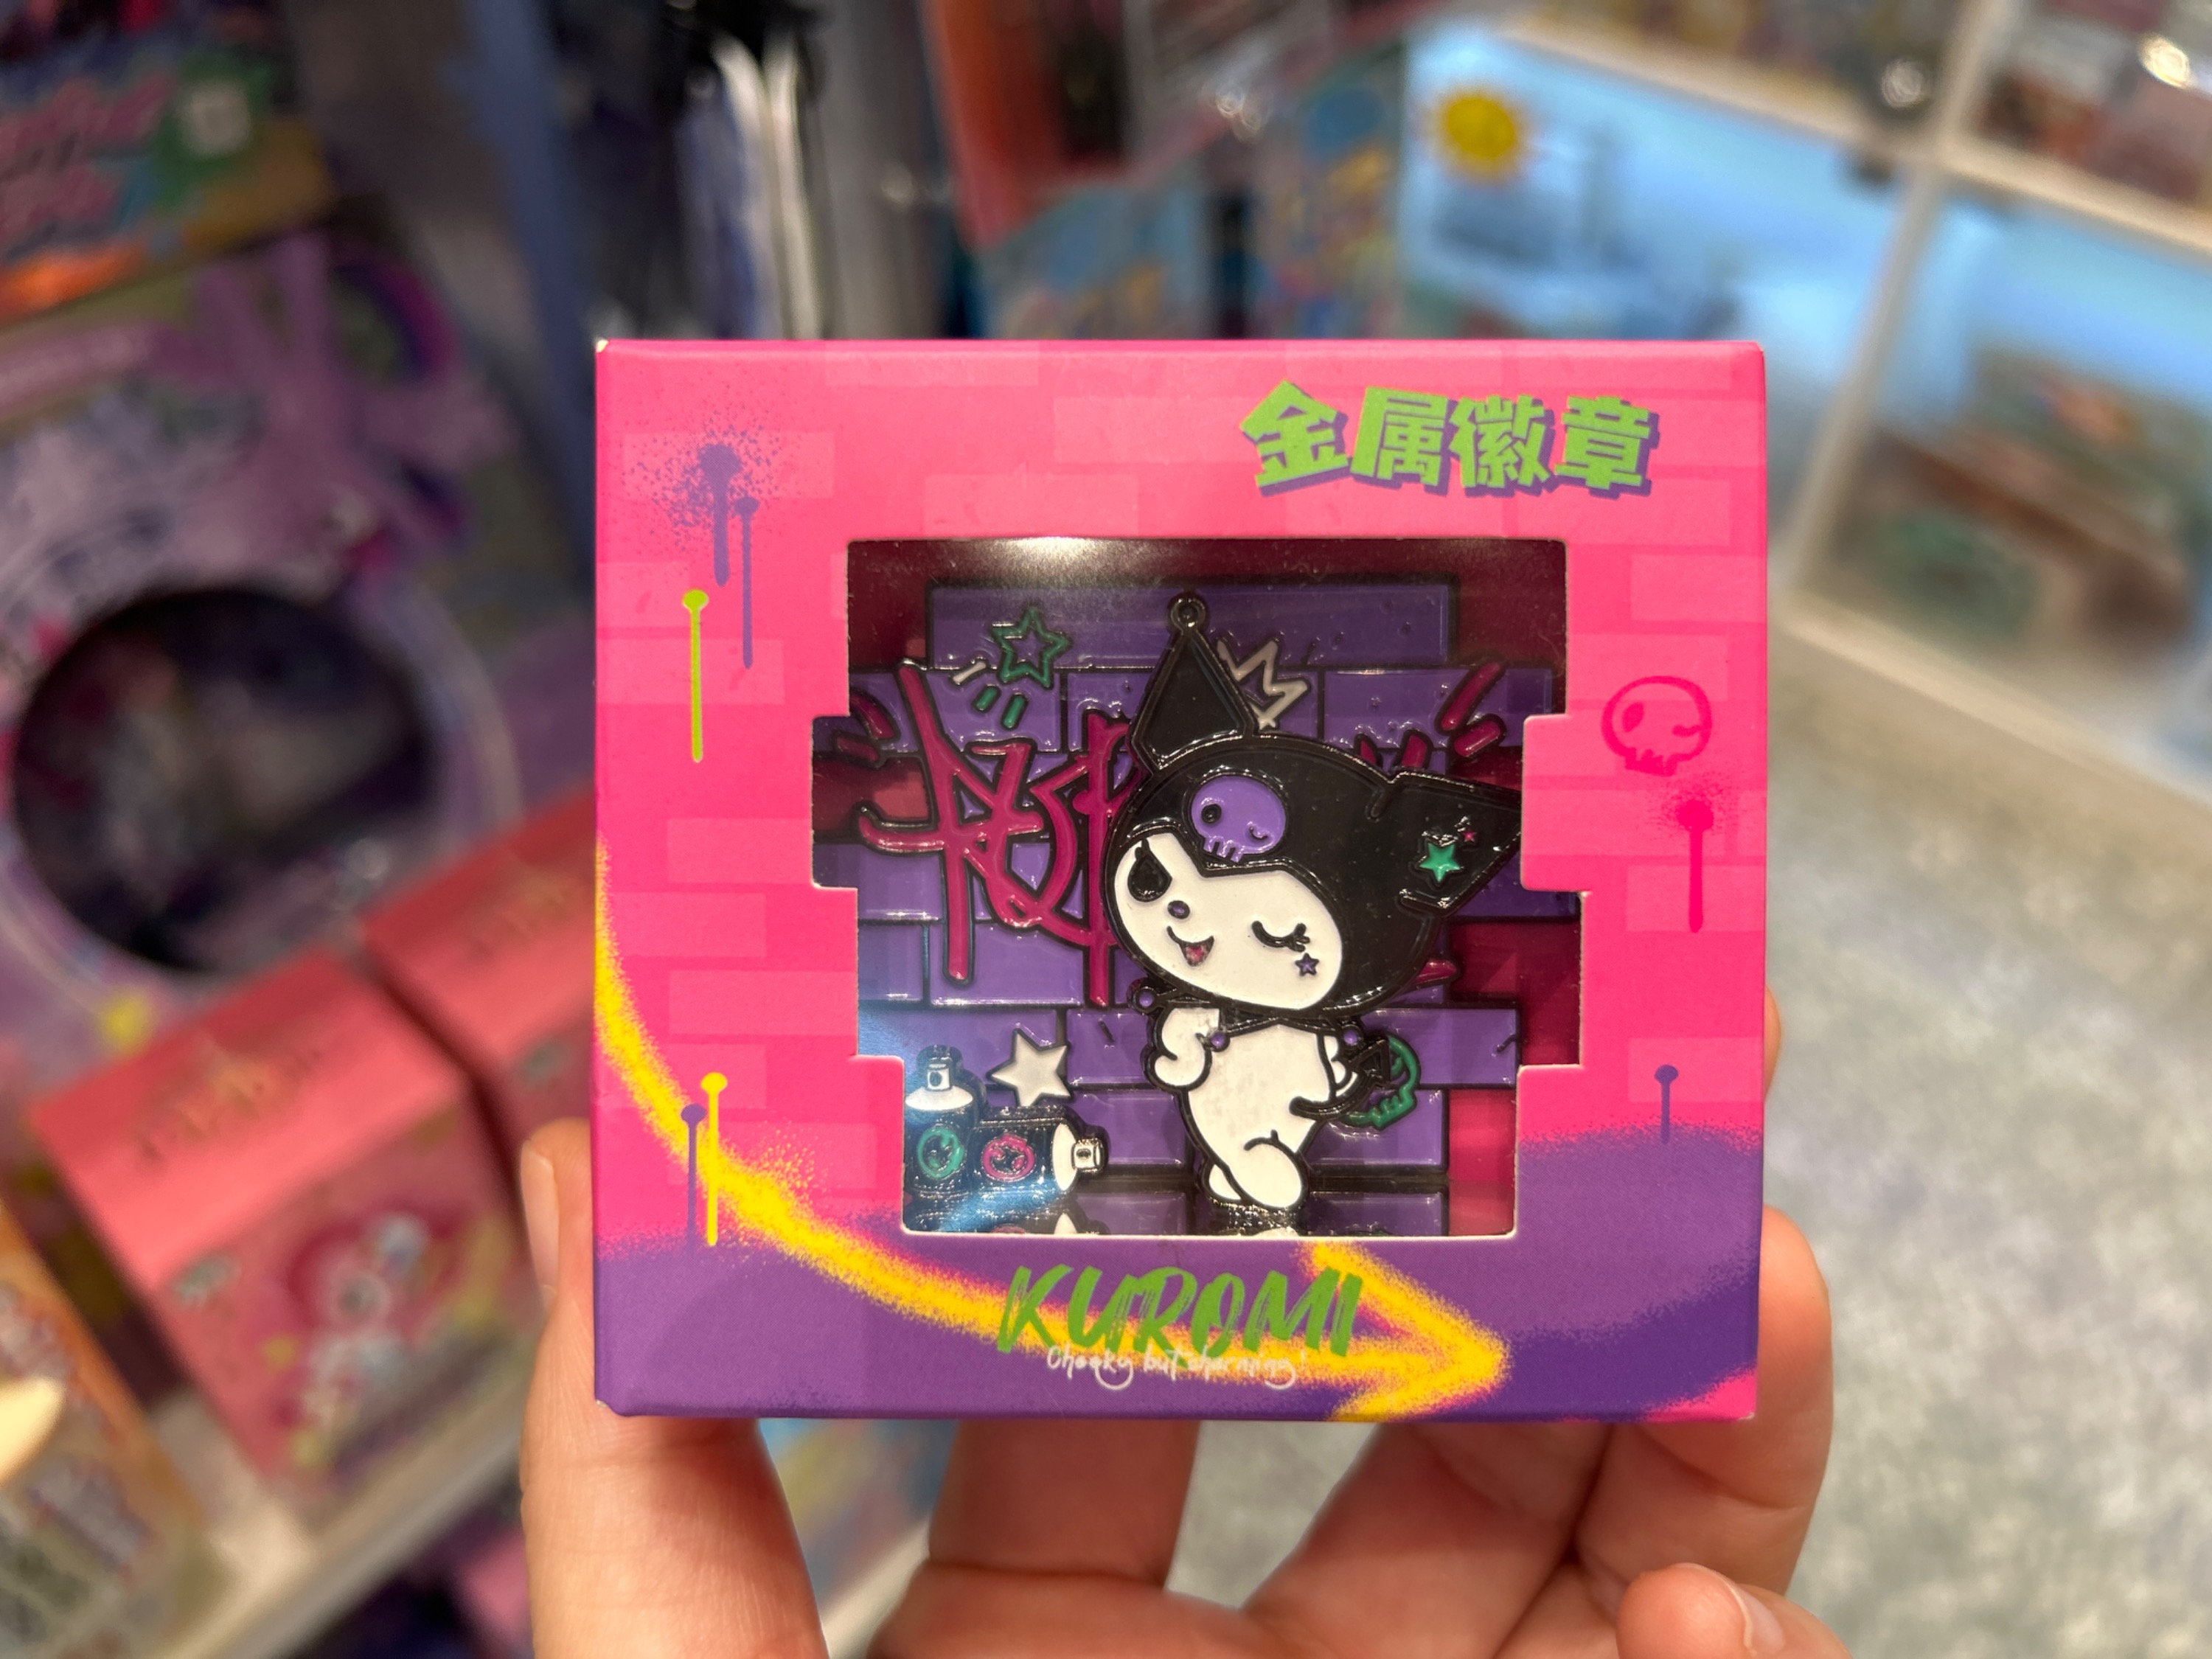 金属徽章
KUROMI
Cheeky but charming!